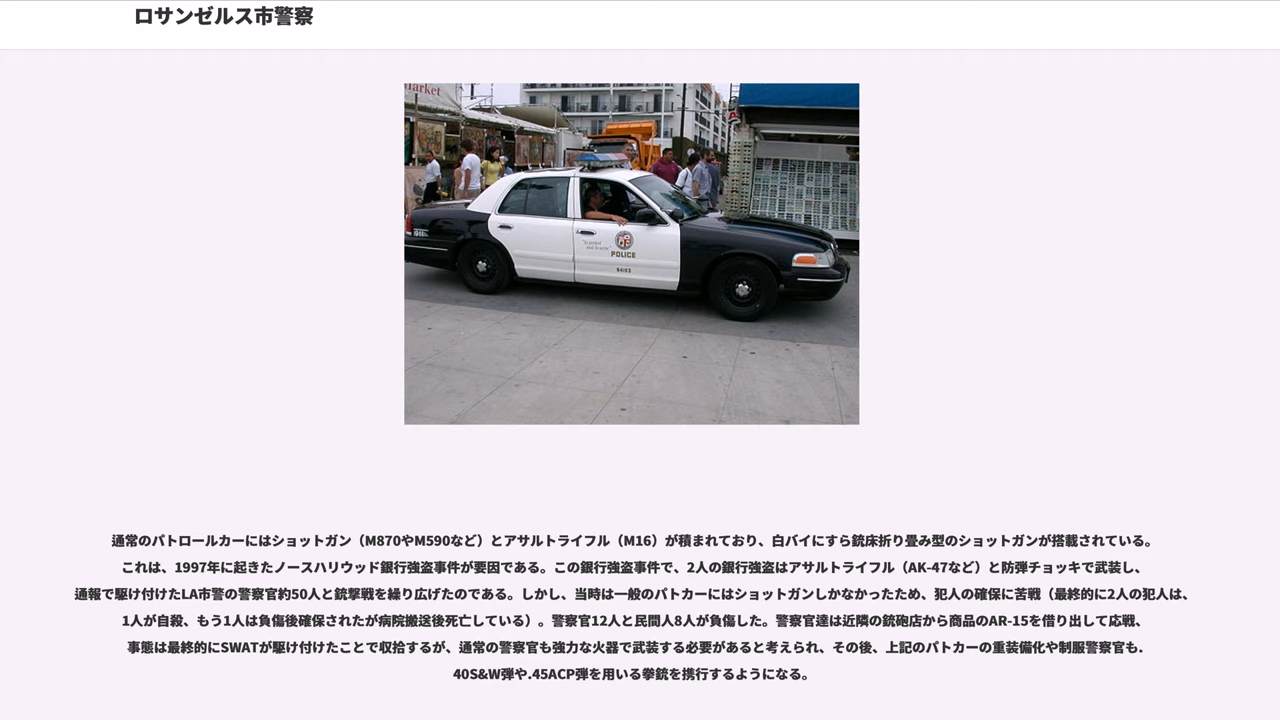 ロサンゼルス市警察
larket
"to protect
and to serve"
POLICE
通常のパトロールカーにはショットガン（M870やM590など）とアサルトライフル（M16）が積まれており、白バイにすら銃床折り畳み型のショットガンが搭載されている。
これは、1997年に起きたノースハリウッド銀行強盗事件が要因である。この銀行強盗事件で、2人の銀行強盗はアサルトライフル（AK-47など）と防弾チョッキで武装し、
通報で駆け付けたLA市警の警察官約50人と銃撃戦を繰り広げたのである。しかし、当時は一般のパトカーにはショットガンしかなかったため、犯人の確保に苦戦（最終的に2人の犯人は、
1人が自殺、もう1人は負傷後確保されたが病院搬送後死亡している）。警察官12人と民間人8人が負傷した。警察官達は近隣の銃砲店から商品のAR-15を借り出して応戦、
事態は最終的にSWATが駆け付けたことで収拾するが、通常の警察官も強力な火器で武装する必要があると考えられ、その後、上記のパトカーの重装備化や制服警察官も.
40S&W弾や.45ACP弾を用いる拳銃を携行するようになる。